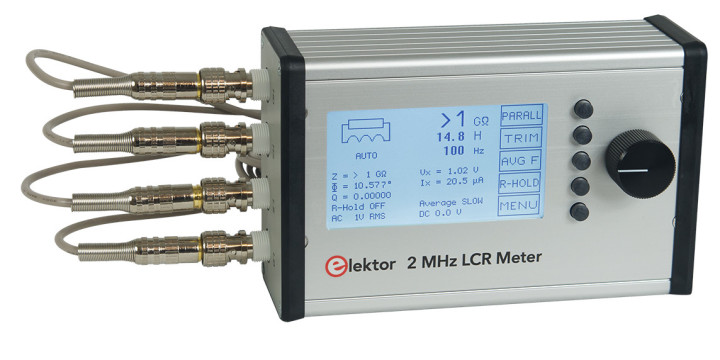 >1 GΩ
14.8 H
100 Hz
AUTO
Z = > 1 GΩ
Φ = 10.577°
Q = 0.00000
R-Hold OFF
AC 1V RMS
Vx = 1.02 V
Ix = 20.5 µA
Average SLOW
DC 0.0 V
PARALL
TRIM
AVG F
R-HOLD
MENU
elektor 2 MHz LCR Meter